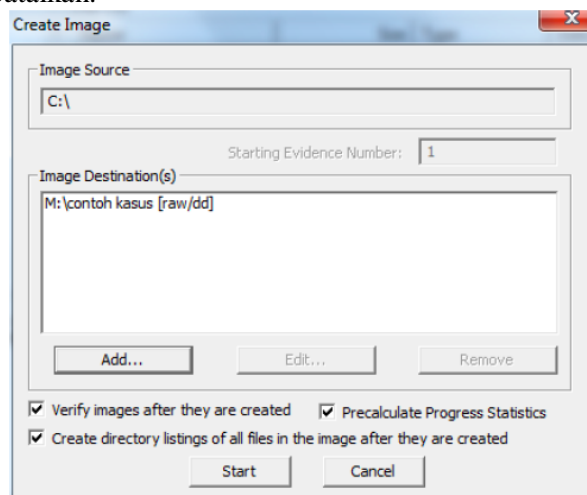 Create Image
Image Source
C:\
Starting Evidence Number: 1
Image Destination(s)
M:\contoh kasus [raw/dd]
Add... Edit... Remove
Verify images after they are created Precalculate Progress Statistics
Create directory listings of all files in the image after they are created
Start Cancel